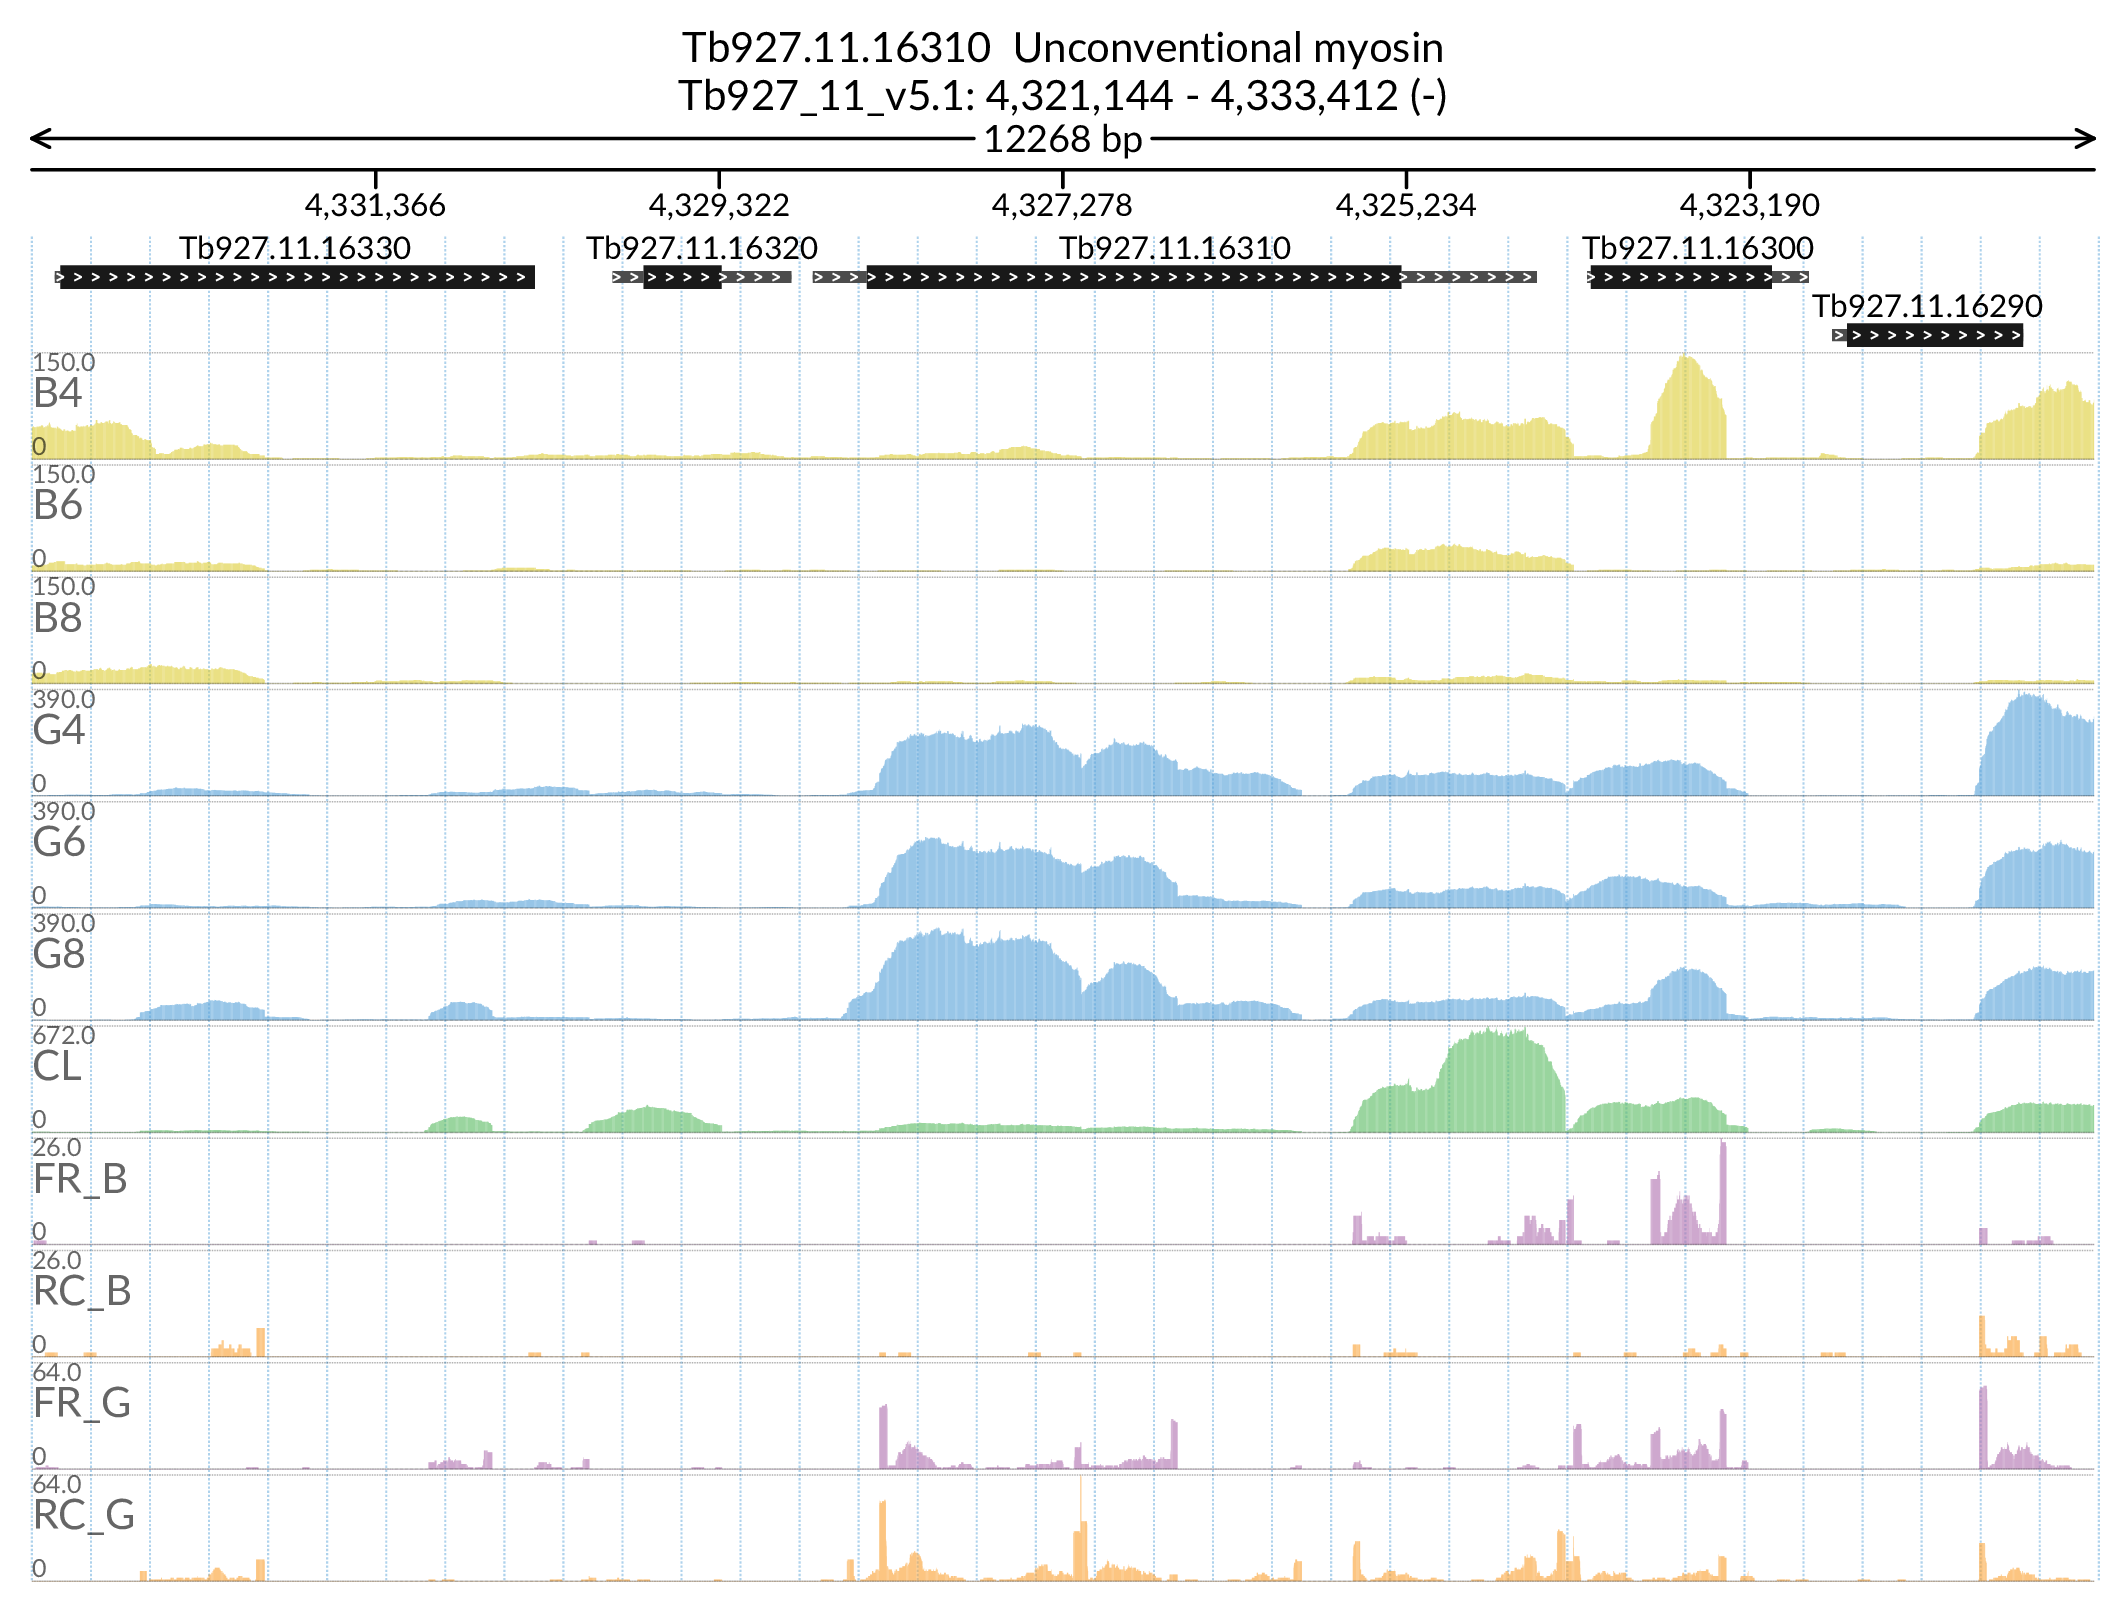 Tb927.11.16310  Unconventional myosin
Tb927_11_v5.1: 4,321,144 - 4,333,412 (-)
12268 bp
4,331,366 4,329,322 4,327,278 4,325,234 4,323,190
Tb927.11.16330 Tb927.11.16320 Tb927.11.16310 Tb927.11.16300
Tb927.11.16290
150.0
B4
0
150.0
B6
0
150.0
B8
0
390.0
G4
0
390.0
G6
0
390.0
G8
0
672.0
CL
0
26.0
FR_B
0
26.0
RC_B
0
64.0
FR_G
0
64.0
RC_G
0